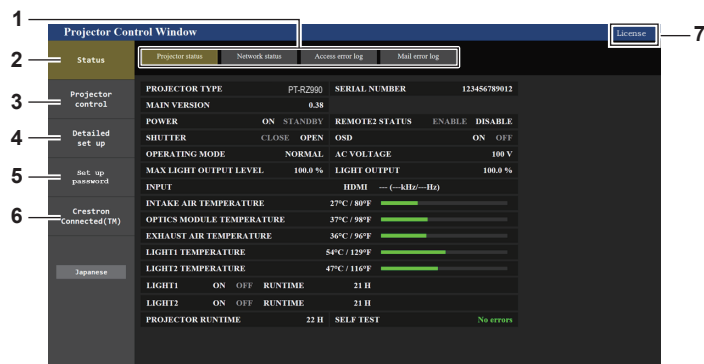 1
Projector Control Window
License
7
2
Status
Projector status
Network status
Access error log
Mail error log
3
Projector
control
4
Detailed
set up
5
Set up
password
6
Crestron
Connected(TM)
Japanese
PROJECTOR TYPE PT-RZ990 SERIAL NUMBER 123456789012
MAIN VERSION 0.38
POWER ON STANDBY REMOTE2 STATUS ENABLE DISABLE
SHUTTER CLOSE OPEN OSD ON OFF
OPERATING MODE NORMAL AC VOLTAGE 100 V
MAX LIGHT OUTPUT LEVEL 100.0 % LIGHT OUTPUT 100.0 %
INPUT HDMI --- (---kHz/---Hz)
INTAKE AIR TEMPERATURE 27°C / 80°F
OPTICS MODULE TEMPERATURE 37°C / 98°F
EXHAUST AIR TEMPERATURE 36°C / 96°F
LIGHT1 TEMPERATURE 54°C / 129°F
LIGHT2 TEMPERATURE 47°C / 116°F
LIGHT1 ON OFF RUNTIME 21 H
LIGHT2 ON OFF RUNTIME 21 H
PROJECTOR RUNTIME 22 H SELF TEST No errors